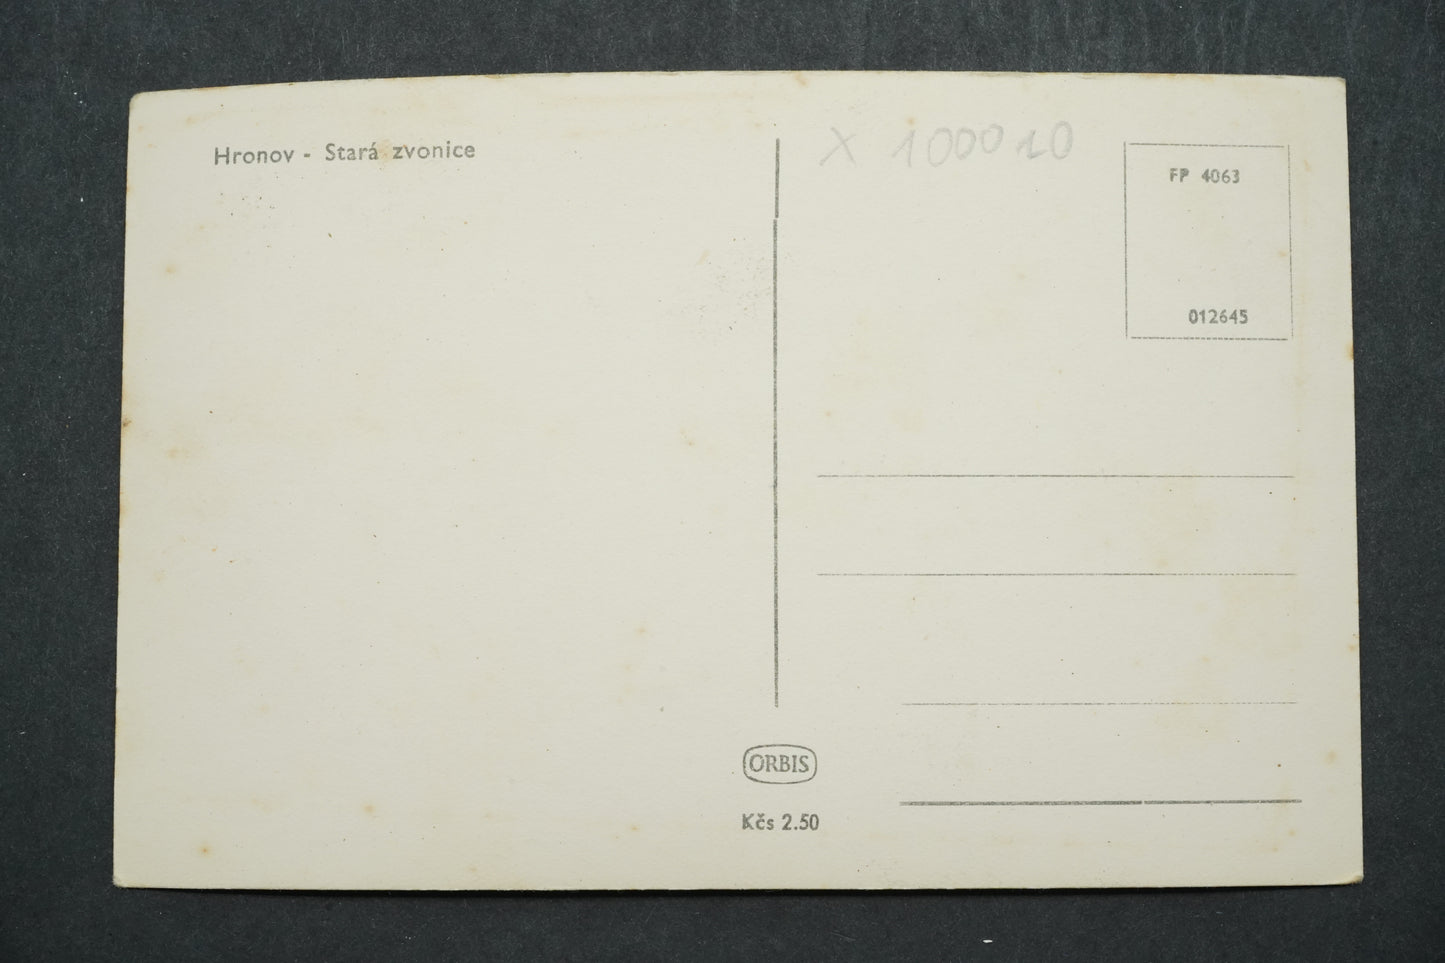 Hronov - Stará zvonice
X 100010
FP 4063
012645
ORBIS
Kčs 2.50